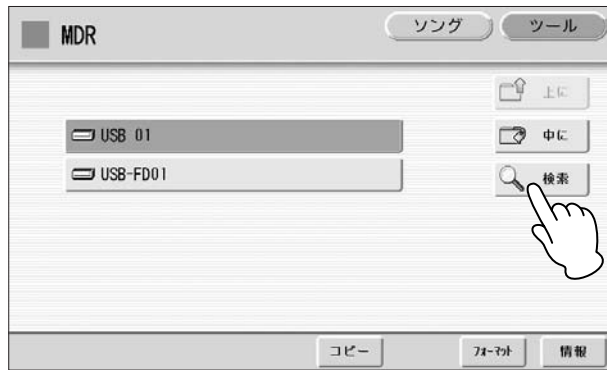 MDR
ソング
ツール
上に
USB 01
中に
USB-FD01
検索
コピー
フォーマット
情報